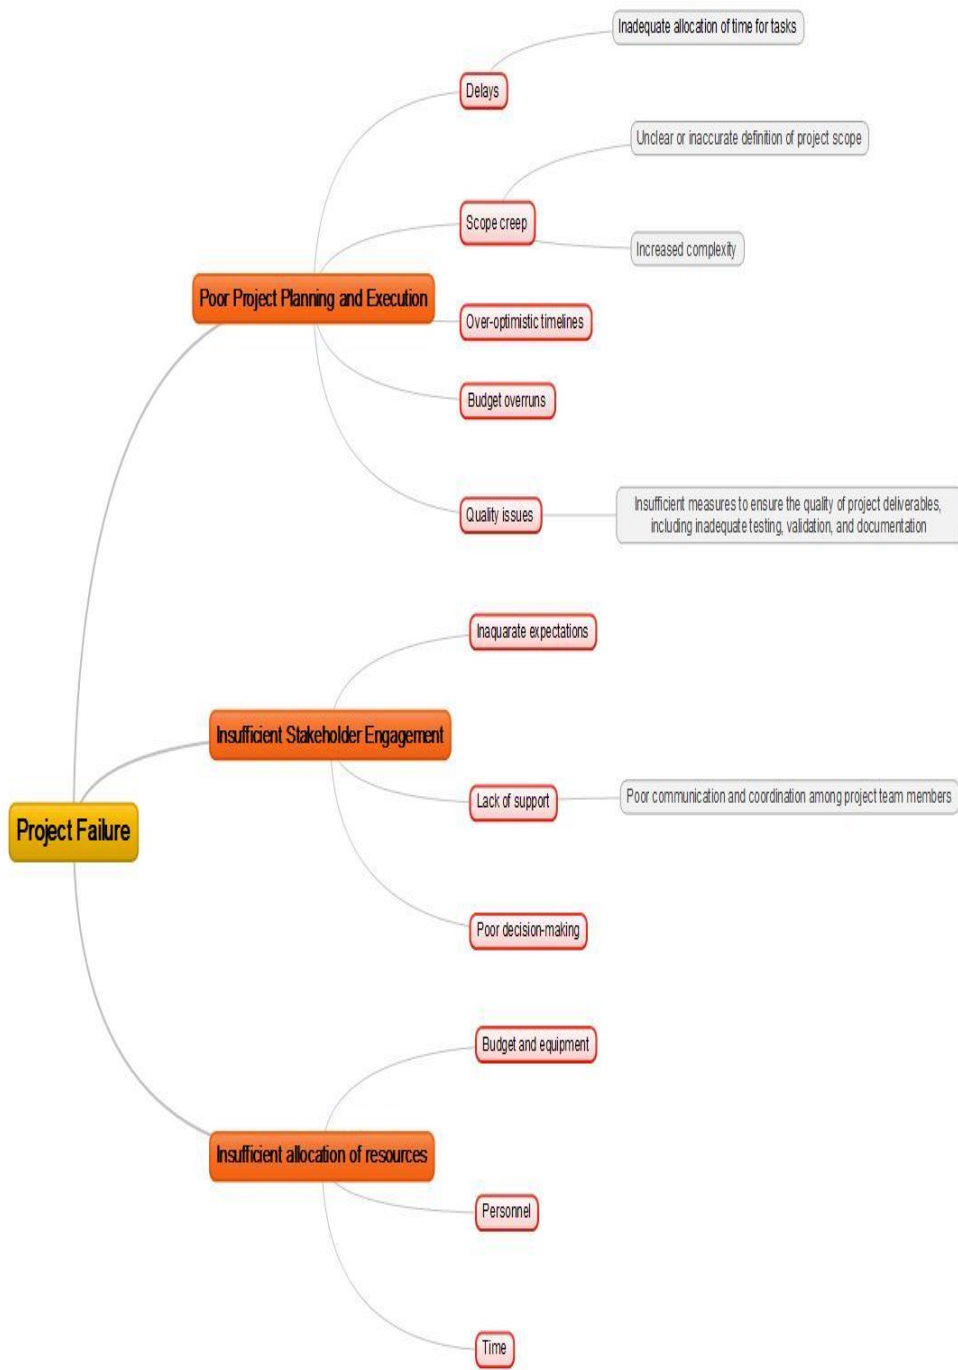 Inadequate allocation of time for tasks
Delays
Unclear or inaccurate definition of project scope
Scope creep
Increased complexity
Poor Project Planning and Execution
Over-optimistic timelines
Budget overruns
Quality issues
Insufficient measures to ensure the quality of project deliverables,
including inadequate testing, validation, and documentation
Inaquarate expectations
Insufficient Stakeholder Engagement
Lack of support
Poor communication and coordination among project team members
Project Failure
Poor decision-making
Budget and equipment
Insufficient allocation of resources
Personnel
Time